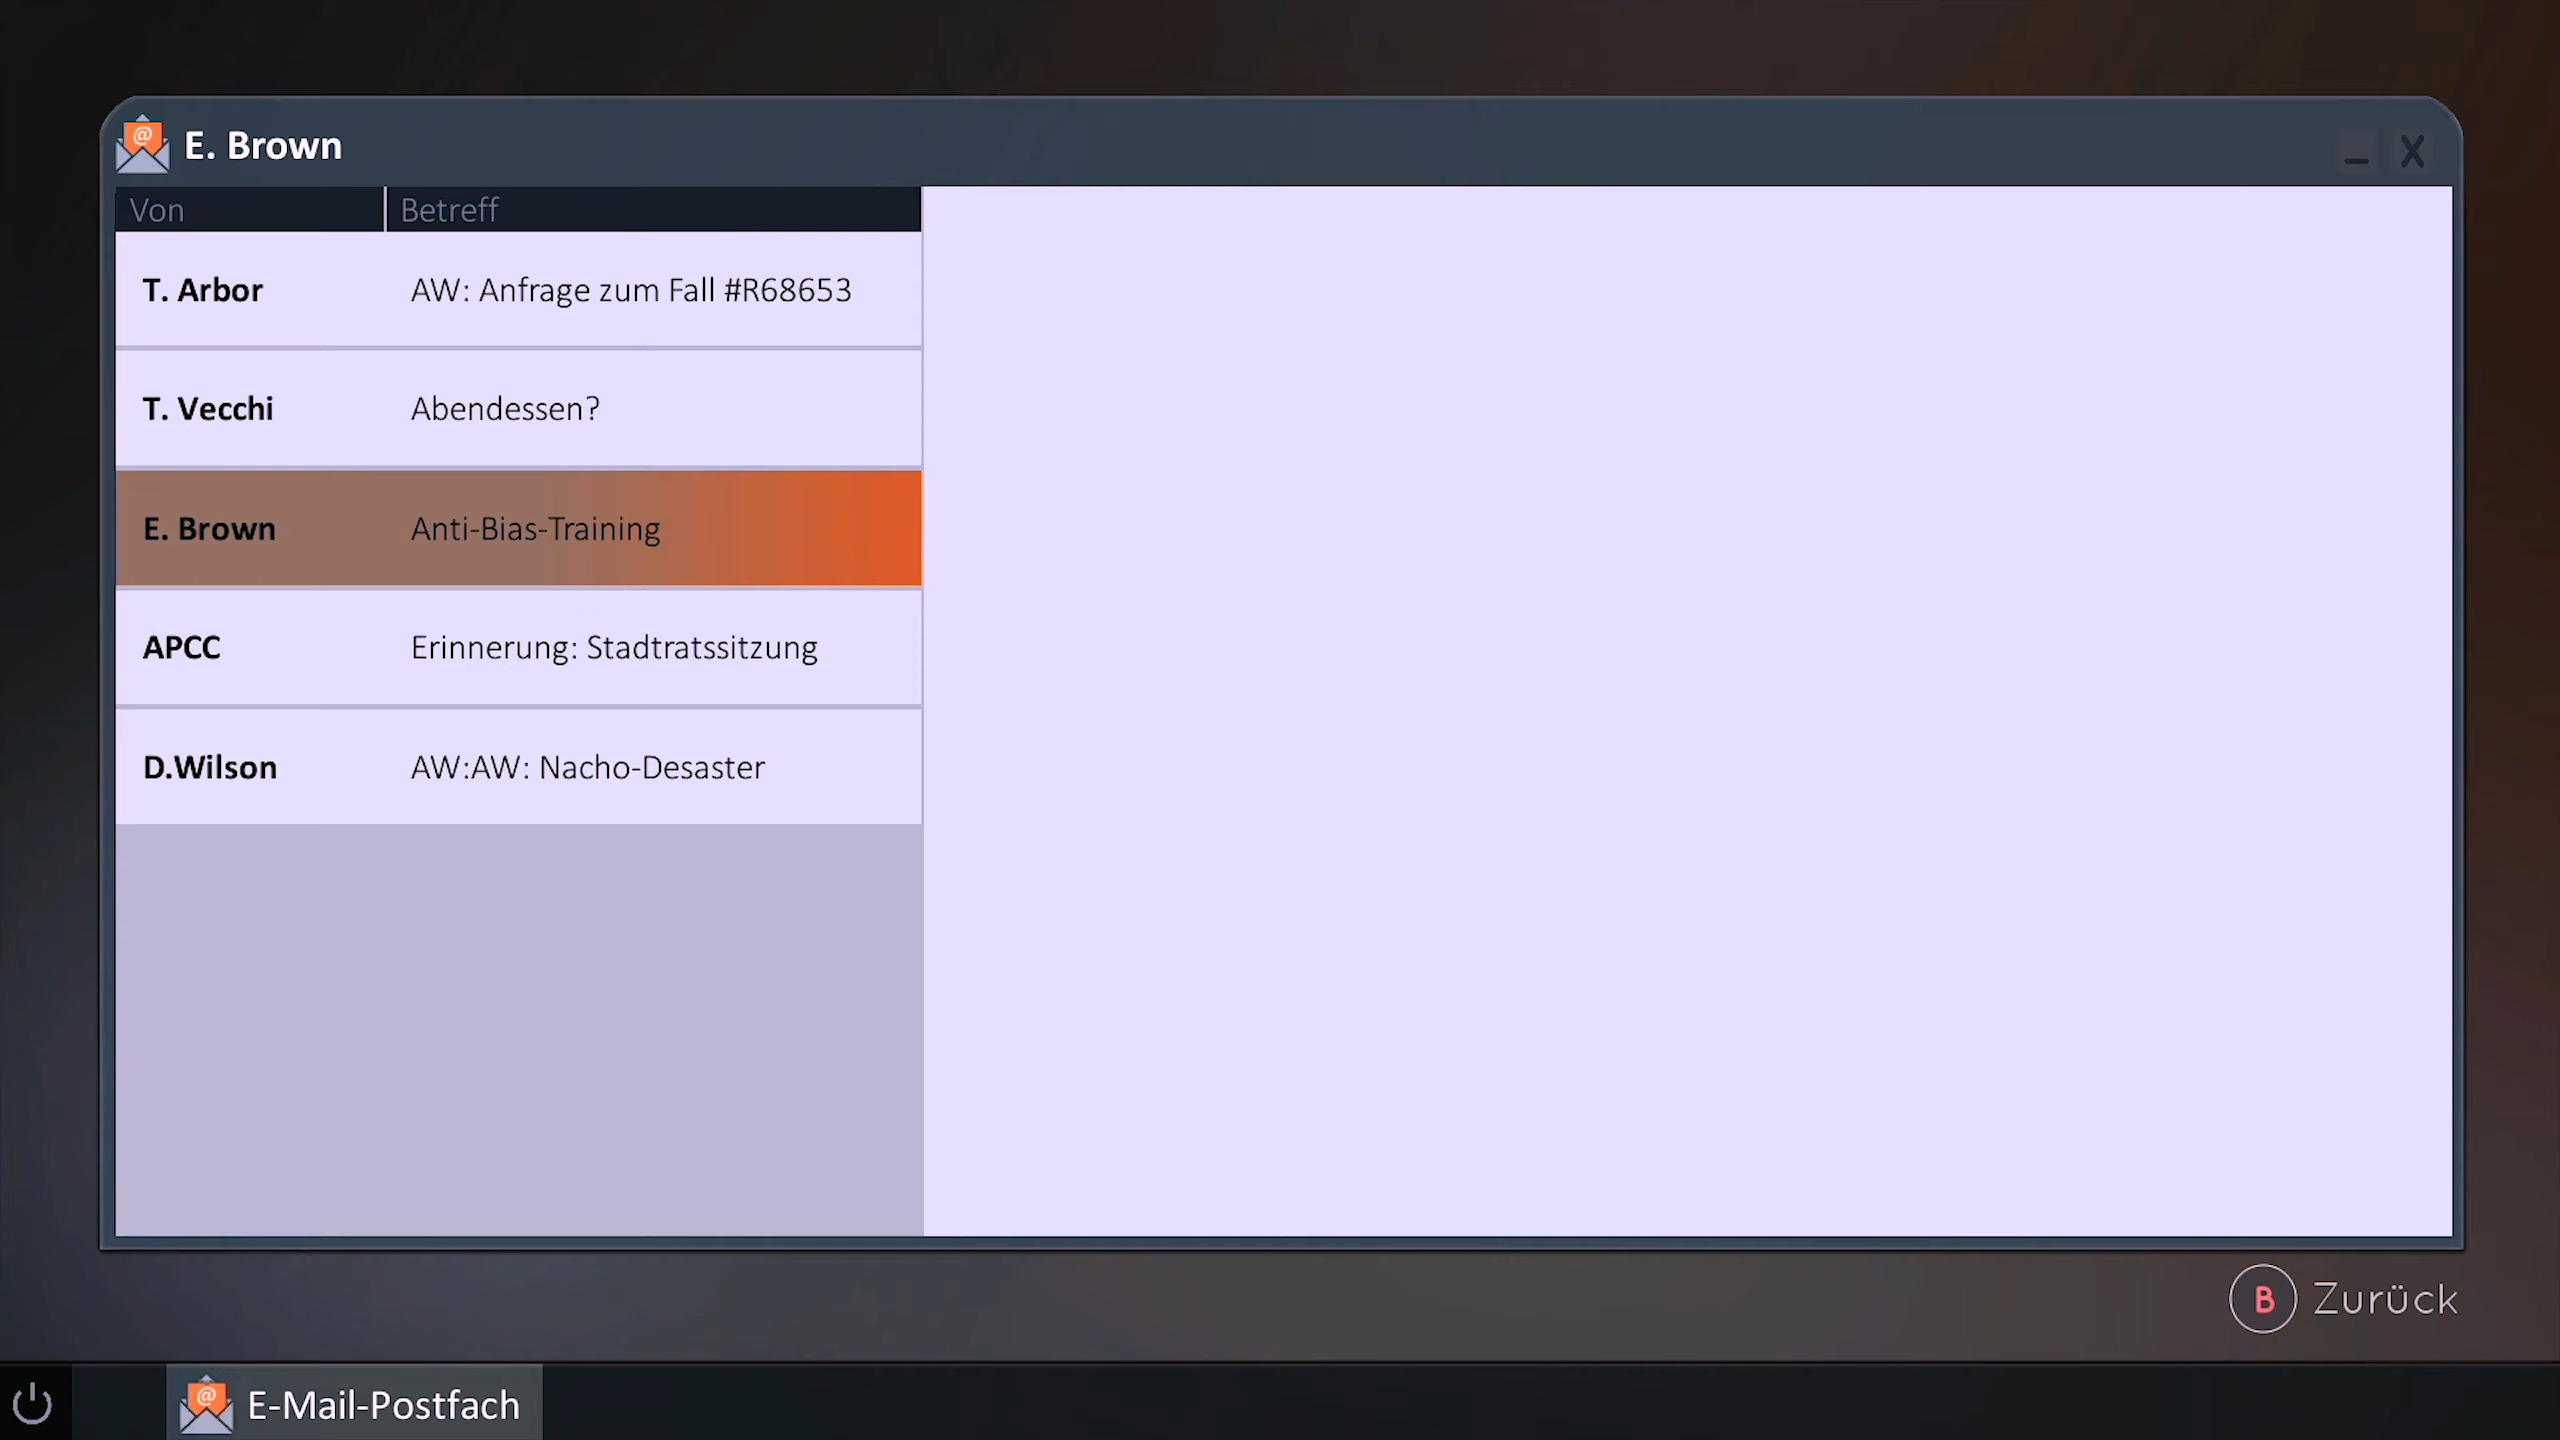 E. Brown
Von Betreff
T. Arbor AW: Anfrage zum Fall #R68653
T. Vecchi Abendessen?
E. Brown Anti-Bias-Training
APCC Erinnerung: Stadtratssitzung
D.Wilson AW:AW: Nacho-Desaster
B Zurück
E-Mail-Postfach